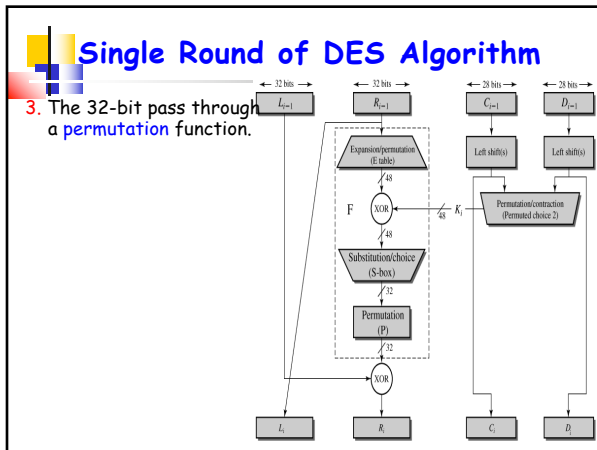 Single Round of DES Algorithm
3. The 32-bit pass through
a permutation function.
32 bits
32 bits
28 bits
28 bits
L_{i−1}
R_{i−1}
C_{i−1}
D_{i−1}
Expansion/permutation
(E table)
Left shift(s)
Left shift(s)
48
F
XOR
48
K_i
Permutation/contraction
(Permuted choice 2)
48
Substitution/choice
(S-box)
32
Permutation
(P)
32
XOR
L_i
R_i
C_i
D_i